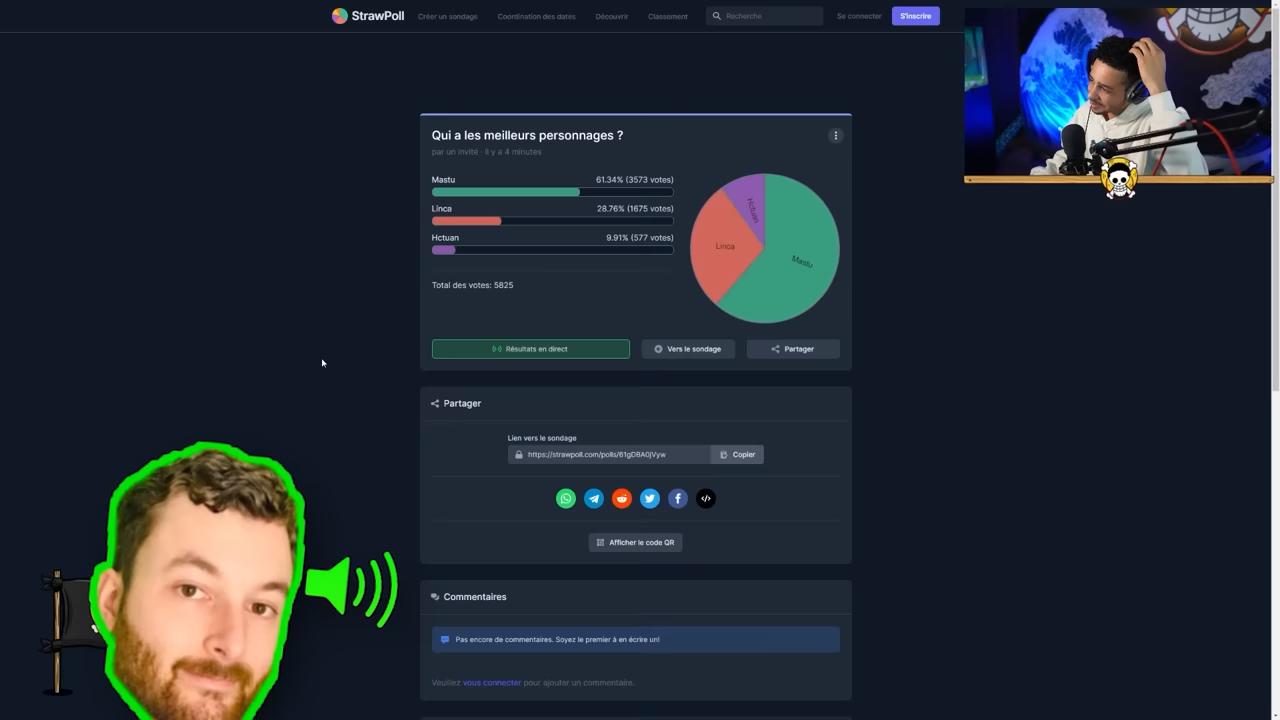 StrawPoll
Créer un sondage
Coordination des dates
Découvrir
Classement
Recherche
Se connecter
S'inscrire
Qui a les meilleurs personnages ?
par un invité · il y a 4 minutes
Mastu 61.34% (3573 votes)
Linca 28.76% (1675 votes)
Hctuan 9.91% (577 votes)
Total des votes: 5825
Hctuan
Linca
Mastu
Résultats en direct
Vers le sondage
Partager
Partager
Lien vers le sondage
https://strawpoll.com/polls/61gD8A0jVyw
Copier
Afficher le code QR
Commentaires
Pas encore de commentaires. Soyez le premier à en écrire un!
Veuillez vous connecter pour ajouter un commentaire.